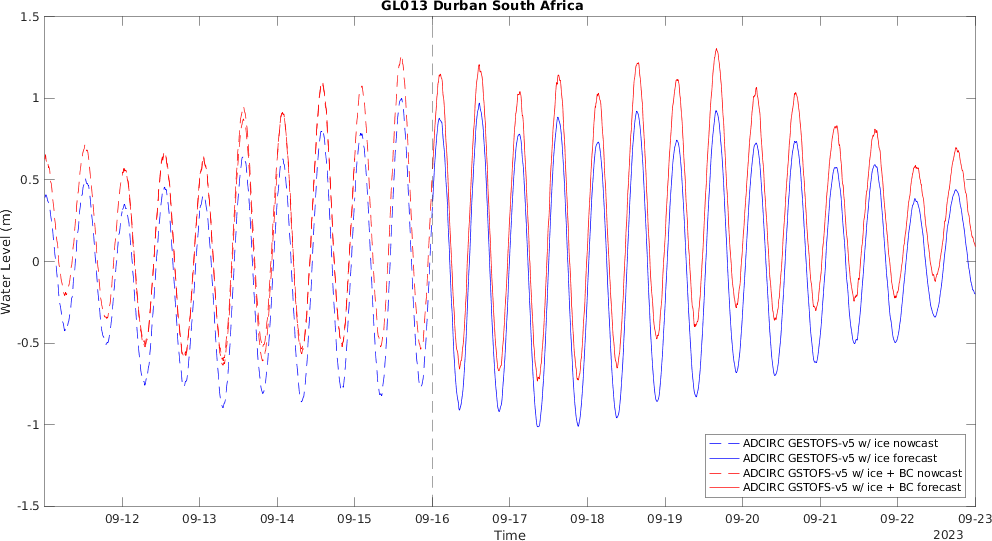 GL013 Durban South Africa
1.5
1
0.5
0
-0.5
-1
-1.5
Water Level (m)
ADCIRC GESTOFS-v5 w/ ice nowcast
ADCIRC GESTOFS-v5 w/ ice forecast
ADCIRC GSTOFS-v5 w/ ice + BC nowcast
ADCIRC GSTOFS-v5 w/ ice + BC forecast
09-12 09-13 09-14 09-15 09-16 09-17 09-18 09-19 09-20 09-21 09-22 09-23
Time
2023